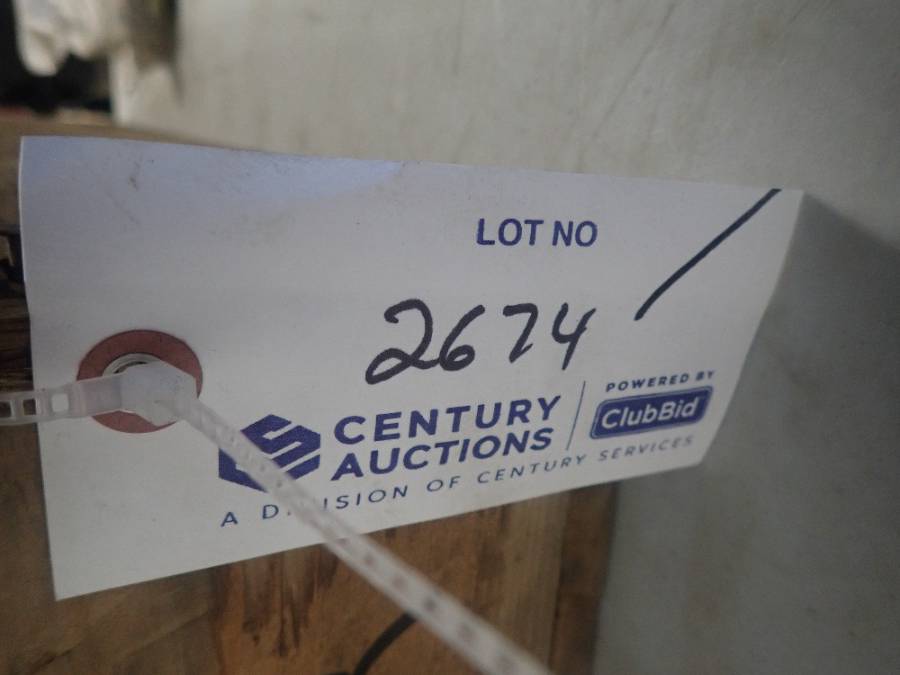 LOT NO
2674
CENTURY
AUCTIONS
POWERED BY
ClubBid
A DIVISION OF CENTURY SERVICES